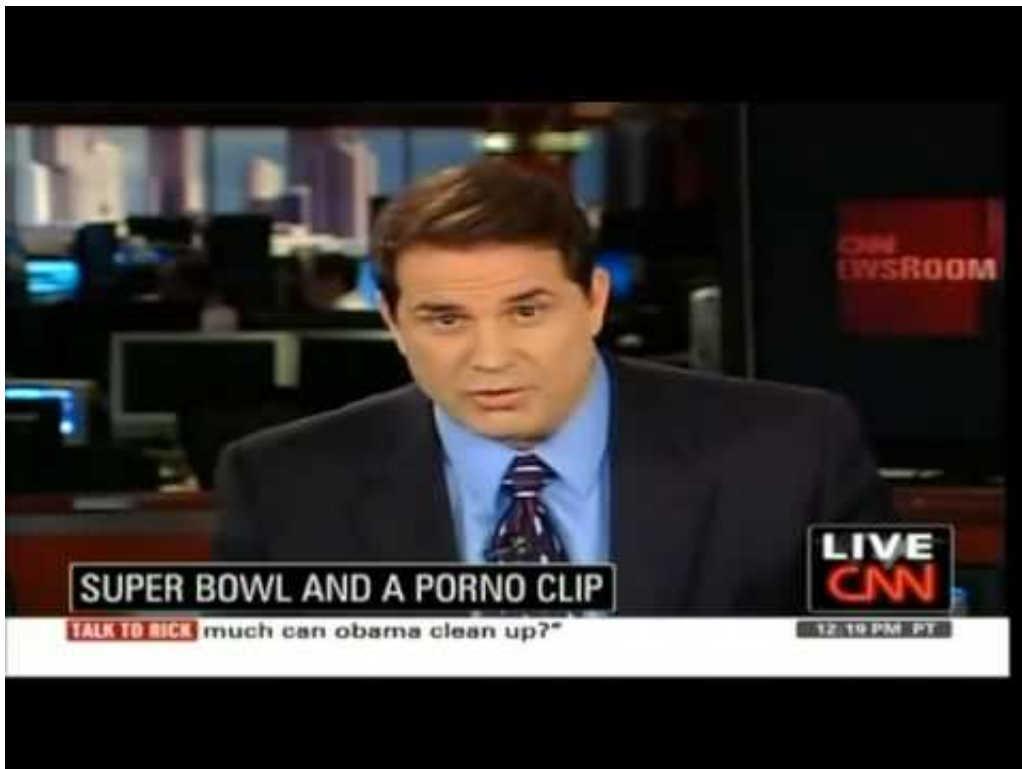 CNN
EWSROOM
LIVE
CNN
SUPER BOWL AND A PORNO CLIP
TALK TO RICK much can obama clean up?"
12:19 PM PT